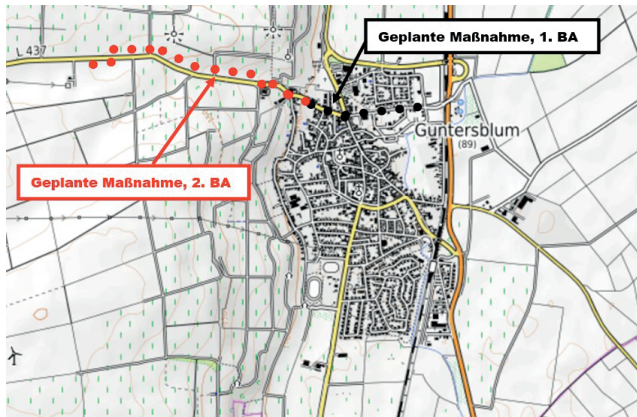 L 437
Geplante Maßnahme, 1. BA
Guntersblum
(89)
Geplante Maßnahme, 2. BA